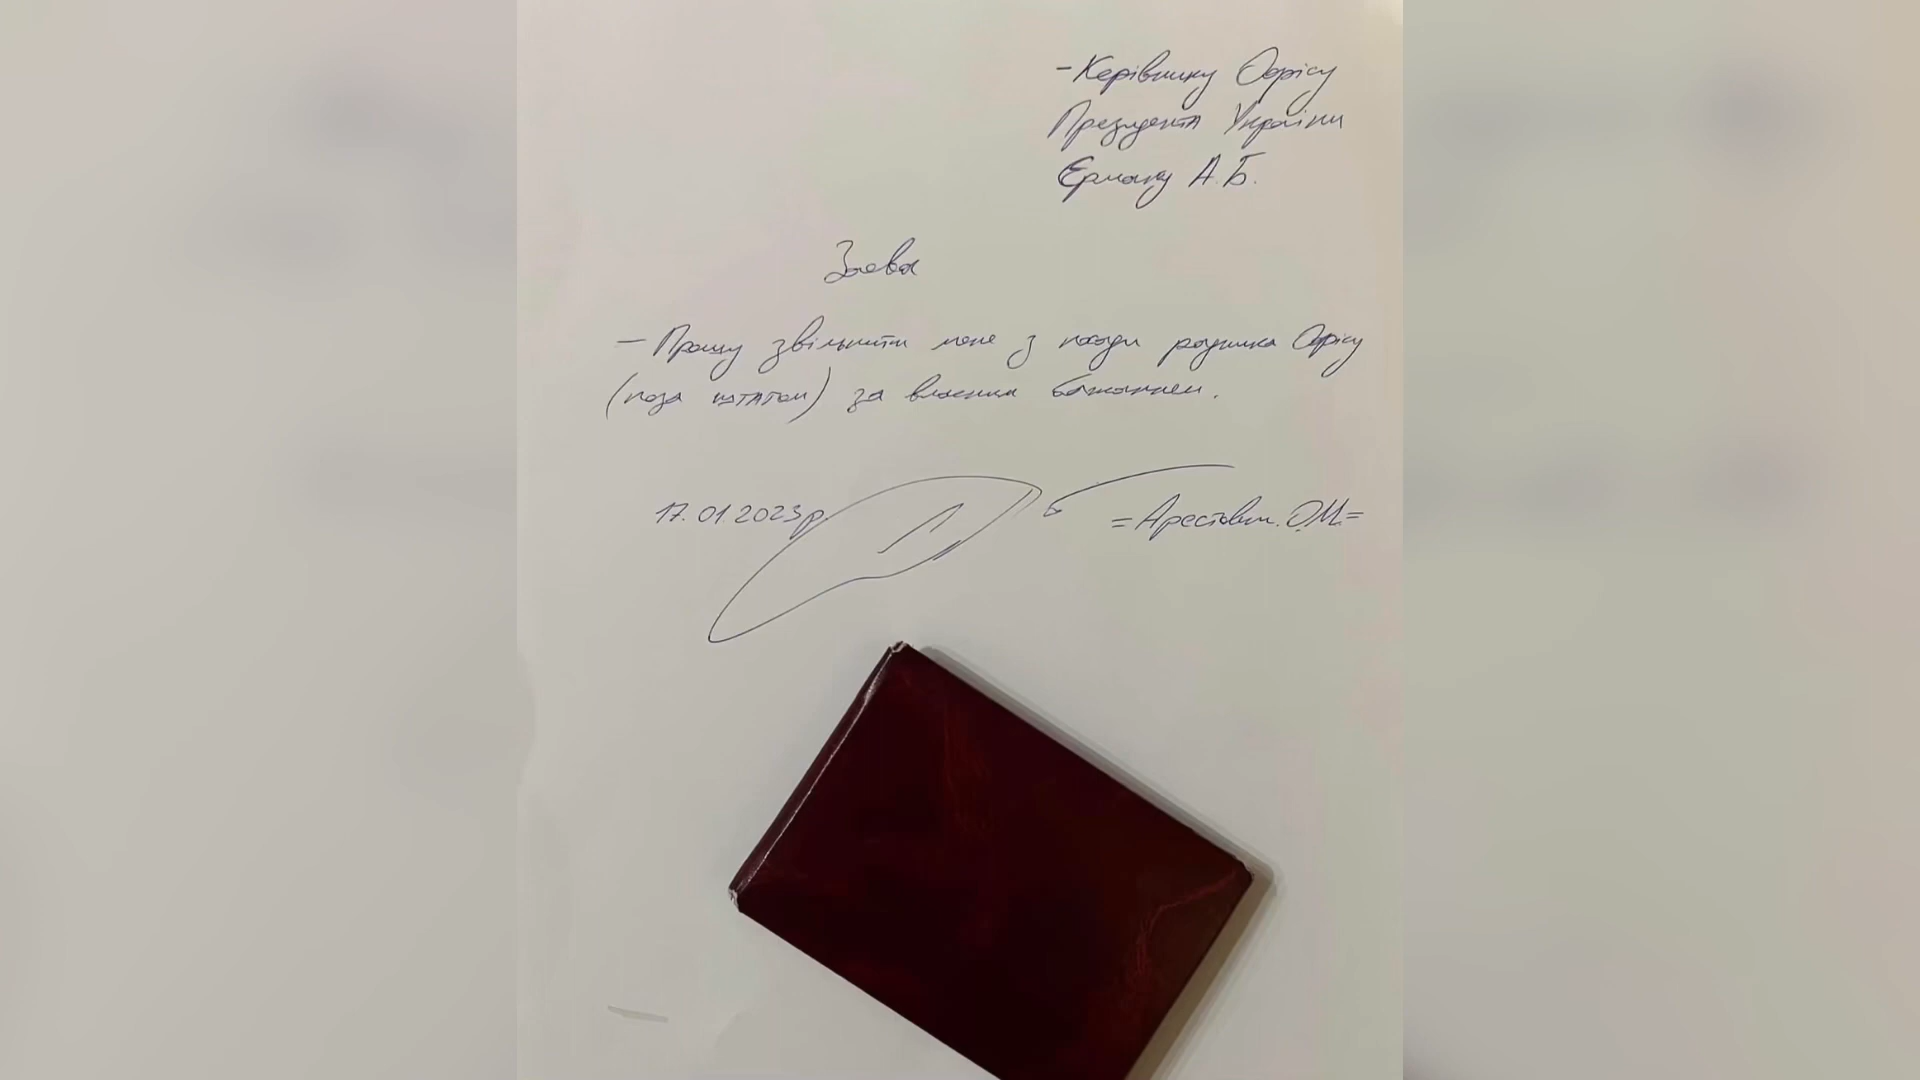 - Керівнику Офісу
Президента України
Єрмаку А.Б.
Заява
- Прошу звільнити мене з посади радника Офісу
(поза штатом) за власним бажанням.
17.01.2023р
= Арестович. О.М. =